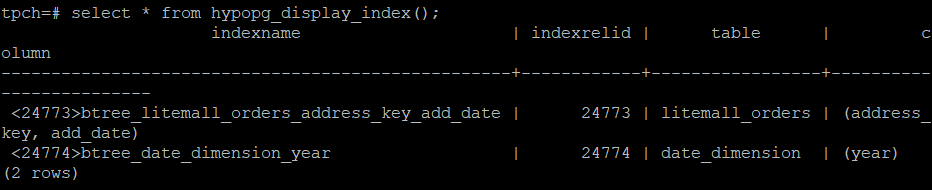 tpch=# select * from hypopg_display_index();
                   indexname                   | indexrelid |      table      |         c
olumn
-----------------------------------------------+------------+-----------------+----------
---------------
 <24773>btree_litemall_orders_address_key_add_date |      24773 | litemall_orders | (address_
key, add_date)
 <24774>btree_date_dimension_year              |      24774 | date_dimension  | (year)
(2 rows)